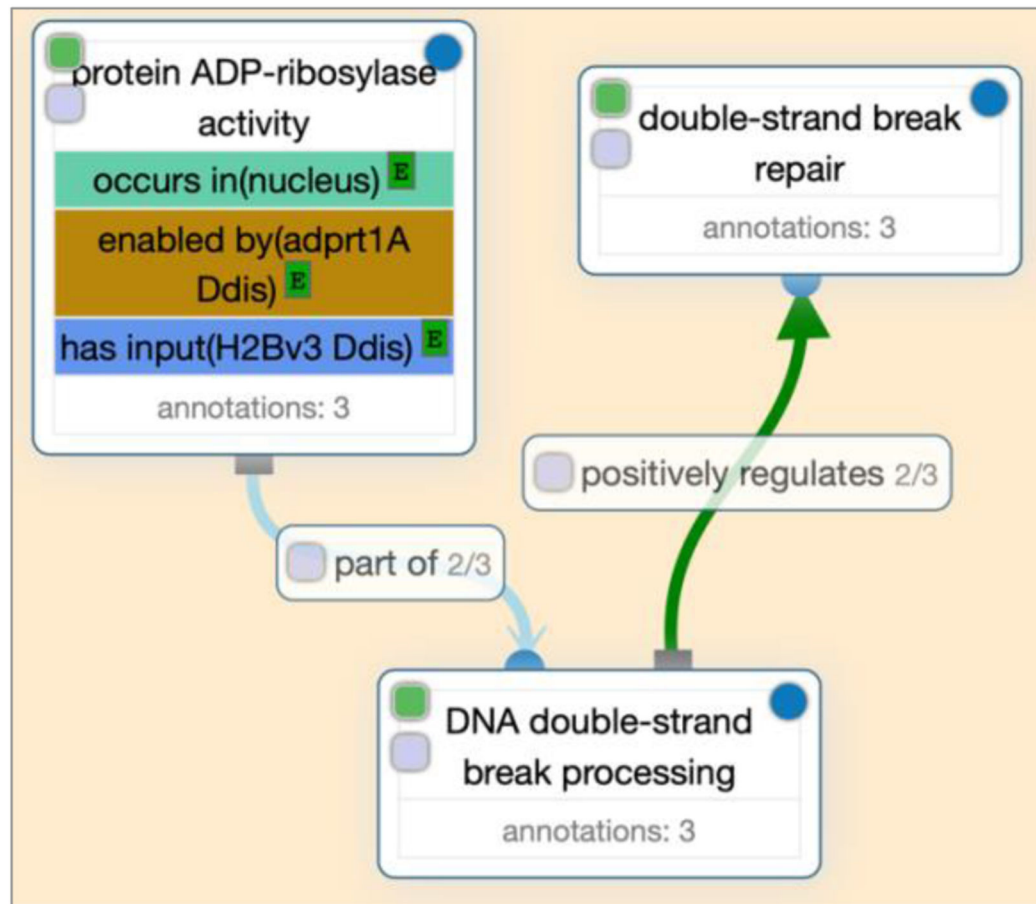 protein ADP-ribosylase
activity
occurs in(nucleus) E
enabled by(adprt1A
Ddis) E
has input(H2Bv3 Ddis) E
annotations: 3
double-strand break
repair
annotations: 3
positively regulates 2/3
part of 2/3
DNA double-strand
break processing
annotations: 3